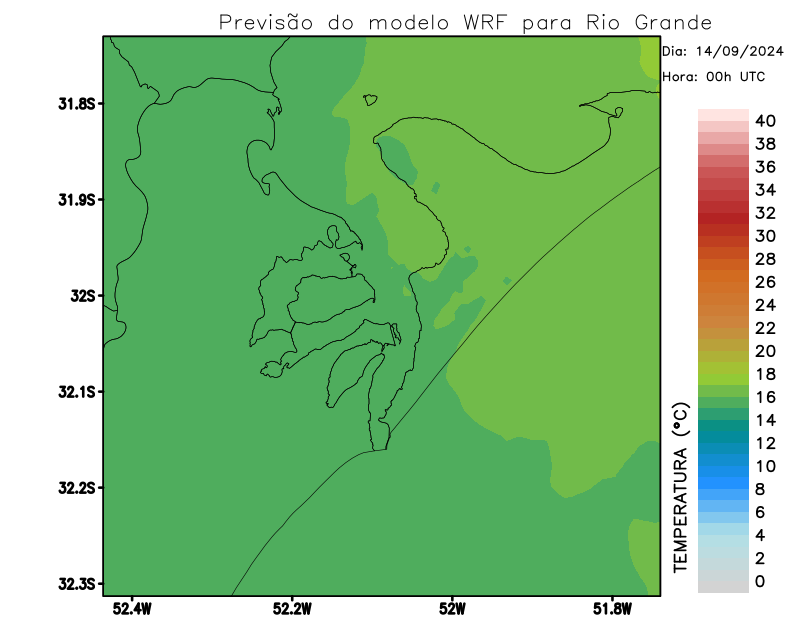 Previsão do modelo WRF para Rio Grande
Dia: 14/09/2024
Hora: 00h UTC
31.8S
31.9S
32S
32.1S
32.2S
32.3S
52.4W
52.2W
52W
51.8W
TEMPERATURA (°C)
40
38
36
34
32
30
28
26
24
22
20
18
16
14
12
10
8
6
4
2
0